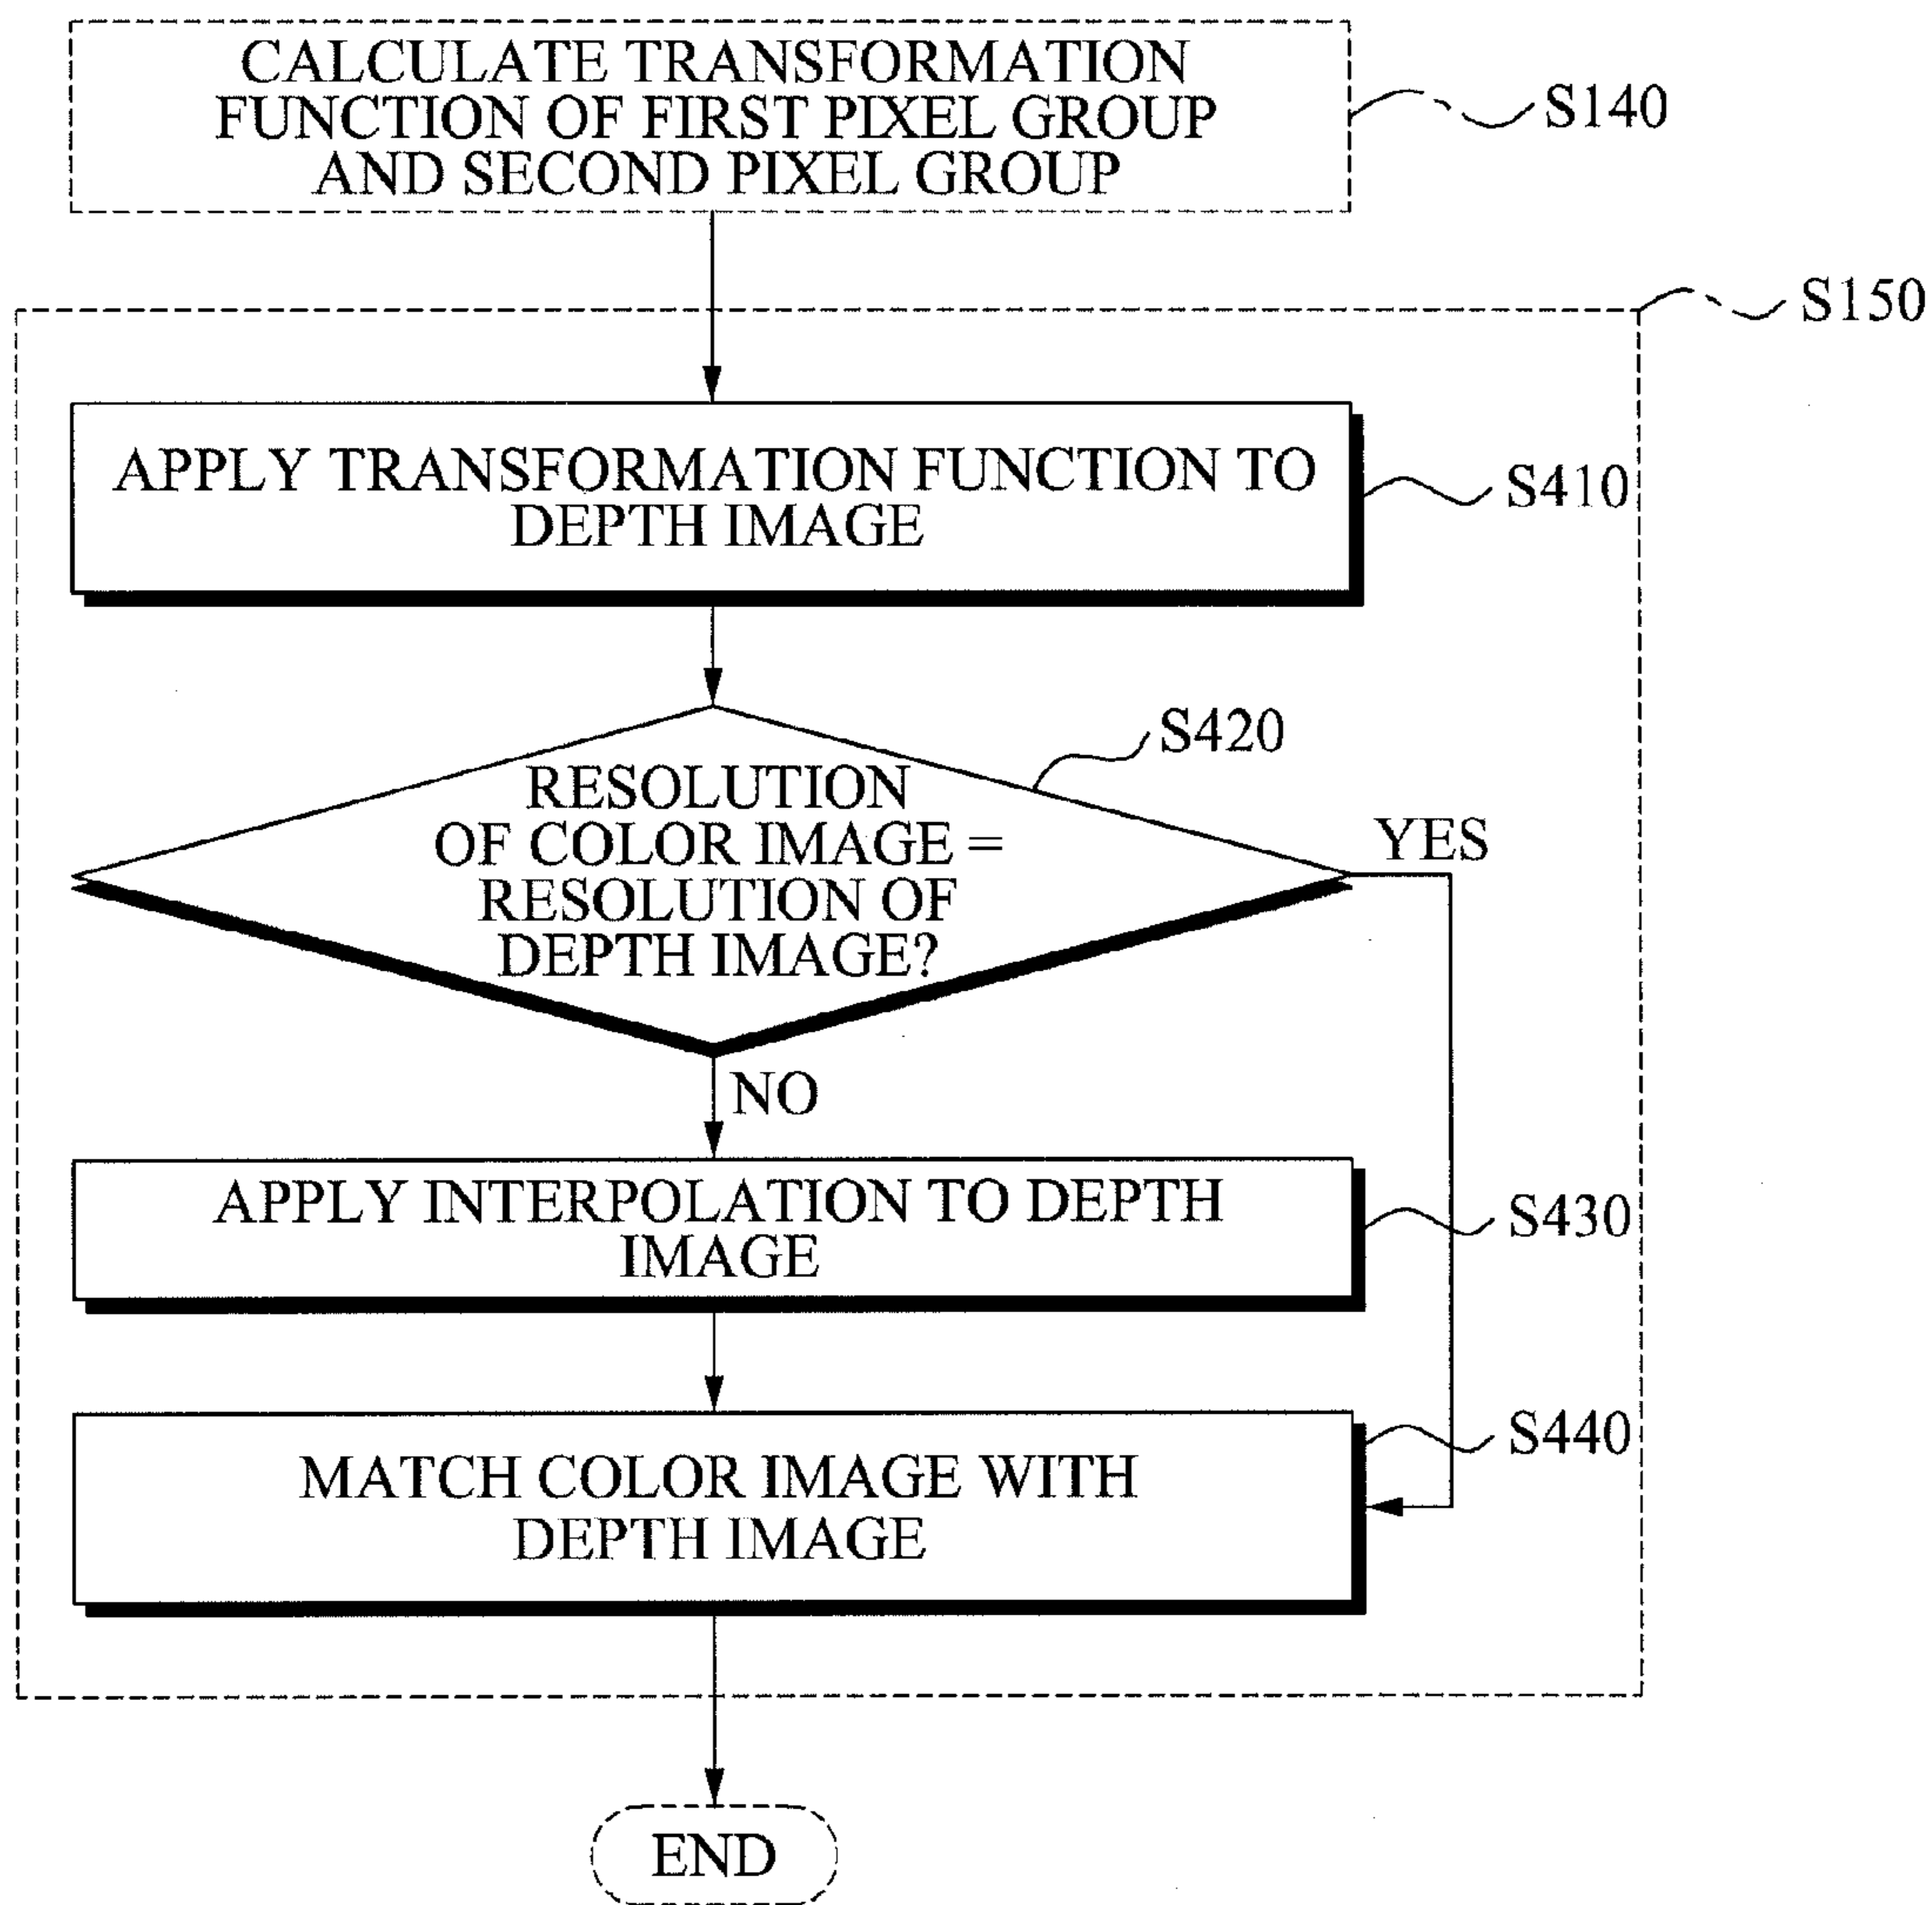 CALCULATE TRANSFORMATION
FUNCTION OF FIRST PIXEL GROUP
AND SECOND PIXEL GROUP
S140
S150
APPLY TRANSFORMATION FUNCTION TO
DEPTH IMAGE
S410
S420
RESOLUTION
OF COLOR IMAGE =
RESOLUTION OF
DEPTH IMAGE?
YES
NO
APPLY INTERPOLATION TO DEPTH
IMAGE
S430
MATCH COLOR IMAGE WITH
DEPTH IMAGE
S440
END